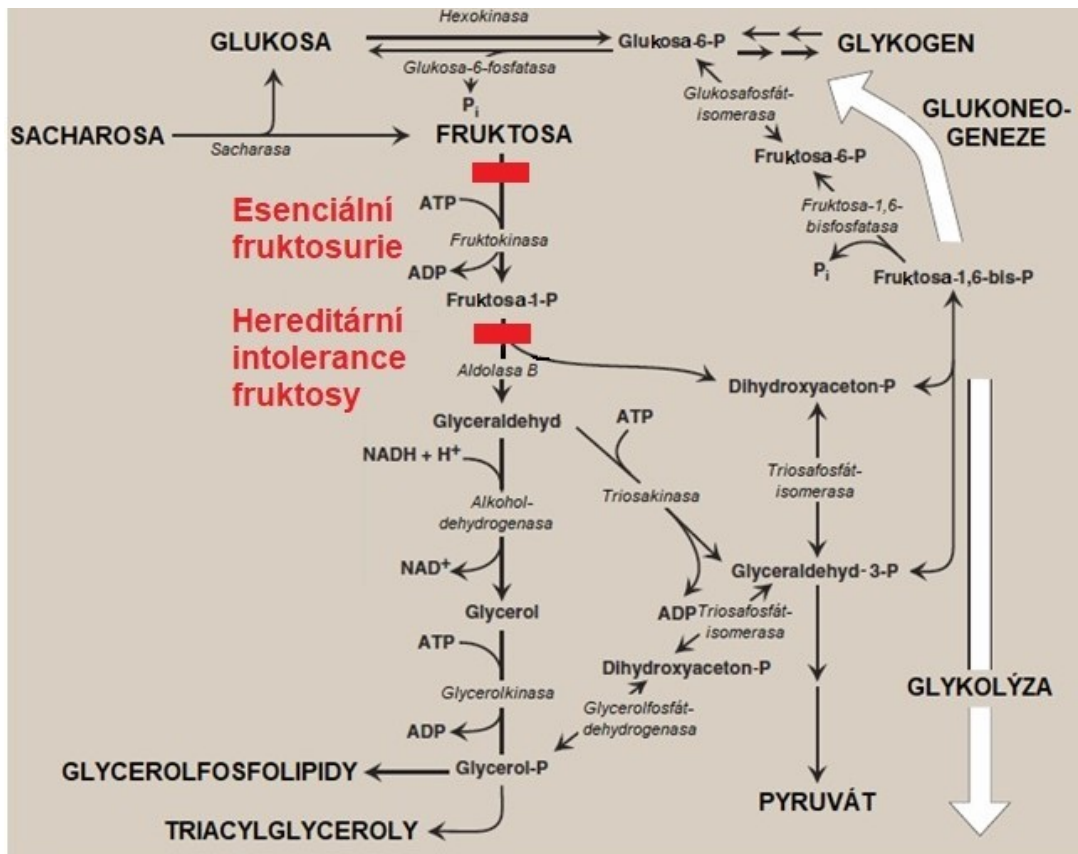 Hexokinasa
GLUKOSA
Glukosa-6-P
GLYKOGEN
Glukosa-6-fosfatasa
Pi
Glukosafosfát-
isomerasa
GLUKONEO-
GENEZE
SACHAROSA
Sacharasa
FRUKTOSA
Fruktosa-6-P
Esenciální
fruktosurie
ATP
Fruktokinasa
ADP
Fruktosa-1,6-
bisfosfatasa
Pi
Fruktosa-1,6-bis-P
Fruktosa-1-P
Hereditární
intolerance
fruktosy
Aldolasa B
Dihydroxyaceton-P
Glyceraldehyd
ATP
NADH + H+
Triosakinasa
Triosafosfát-
isomerasa
Alkohol-
dehydrogenasa
NAD+
Glyceraldehyd-3-P
Glycerol
ADP
Triosafosfát-
isomerasa
ATP
Dihydroxyaceton-P
Glycerolkinasa
Glycerolfosfát-
dehydrogenasa
GLYKOLÝZA
ADP
GLYCEROLFOSFOLIPIDY
Glycerol-P
PYRUVÁT
TRIACYLGLYCEROLY